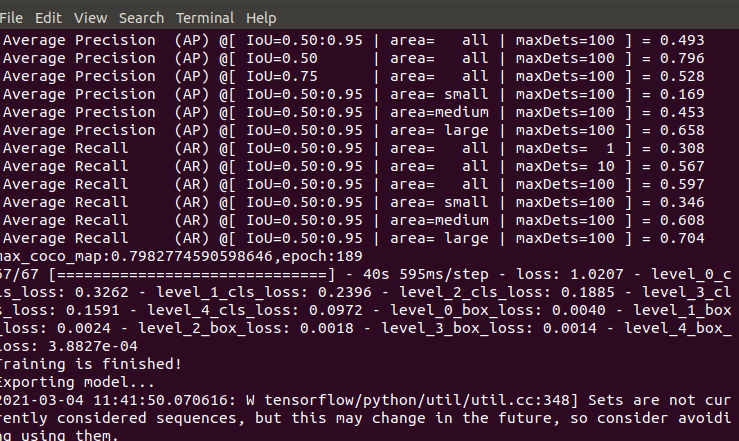 File Edit View Search Terminal Help
Average Precision (AP) @[ IoU=0.50:0.95 | area= all | maxDets=100 ] = 0.493
Average Precision (AP) @[ IoU=0.50 | area= all | maxDets=100 ] = 0.796
Average Precision (AP) @[ IoU=0.75 | area= all | maxDets=100 ] = 0.528
Average Precision (AP) @[ IoU=0.50:0.95 | area= small | maxDets=100 ] = 0.169
Average Precision (AP) @[ IoU=0.50:0.95 | area=medium | maxDets=100 ] = 0.453
Average Precision (AP) @[ IoU=0.50:0.95 | area= large | maxDets=100 ] = 0.658
Average Recall (AR) @[ IoU=0.50:0.95 | area= all | maxDets= 1 ] = 0.308
Average Recall (AR) @[ IoU=0.50:0.95 | area= all | maxDets= 10 ] = 0.567
Average Recall (AR) @[ IoU=0.50:0.95 | area= all | maxDets=100 ] = 0.597
Average Recall (AR) @[ IoU=0.50:0.95 | area= small | maxDets=100 ] = 0.346
Average Recall (AR) @[ IoU=0.50:0.95 | area=medium | maxDets=100 ] = 0.608
Average Recall (AR) @[ IoU=0.50:0.95 | area= large | maxDets=100 ] = 0.704
max_coco_map:0.7982774590598646,epoch:189
67/67 [==============================] - 40s 595ms/step - loss: 1.0207 - level_0_c
ls_loss: 0.3262 - level_1_cls_loss: 0.2396 - level_2_cls_loss: 0.1885 - level_3_cl
s_loss: 0.1591 - level_4_cls_loss: 0.0972 - level_0_box_loss: 0.0040 - level_1_box
_loss: 0.0024 - level_2_box_loss: 0.0018 - level_3_box_loss: 0.0014 - level_4_box_
loss: 3.8827e-04
Training is finished!
Exporting model...
2021-03-04 11:41:50.070616: W tensorflow/python/util/util.cc:348] Sets are not cur
rently considered sequences, but this may change in the future, so consider avoidi
ng using them.